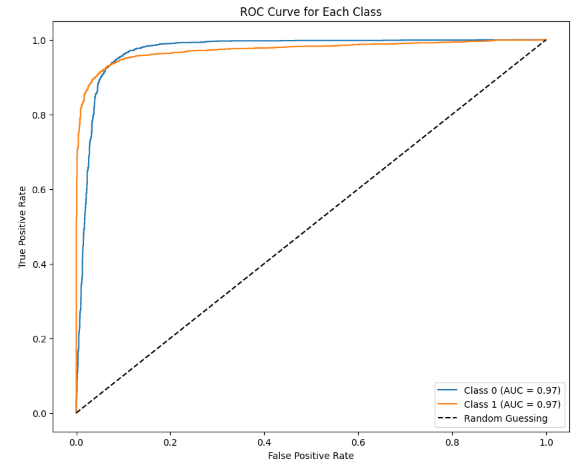 ROC Curve for Each Class
True Positive Rate
1.0
0.8
0.6
0.4
0.2
0.0
0.0 0.2 0.4 0.6 0.8 1.0
False Positive Rate
Class 0 (AUC = 0.97)
Class 1 (AUC = 0.97)
Random Guessing